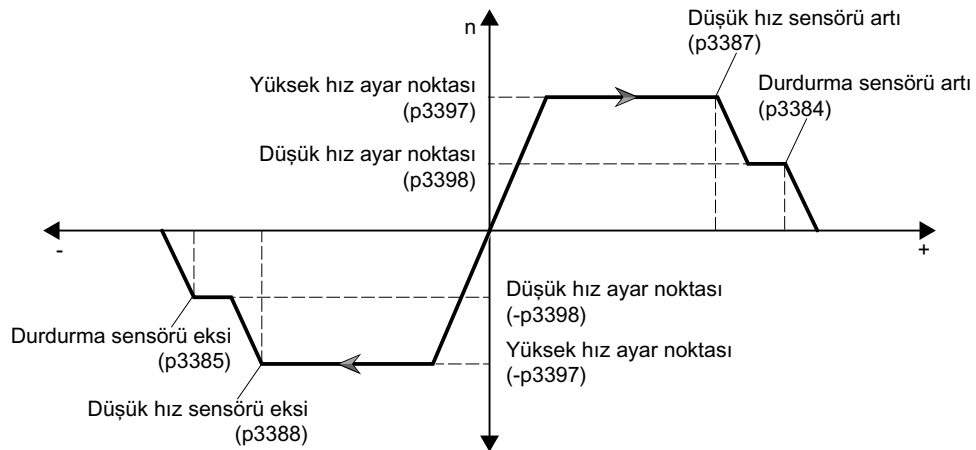 n
Düşük hız sensörü artı
(p3387)
Yüksek hız ayar noktası
(p3397)
Durdurma sensörü artı
(p3384)
Düşük hız ayar noktası
(p3398)
-
+
Düşük hız ayar noktası
(-p3398)
Durdurma sensörü eksi
(p3385)
Yüksek hız ayar noktası
(-p3397)
Düşük hız sensörü eksi
(p3388)